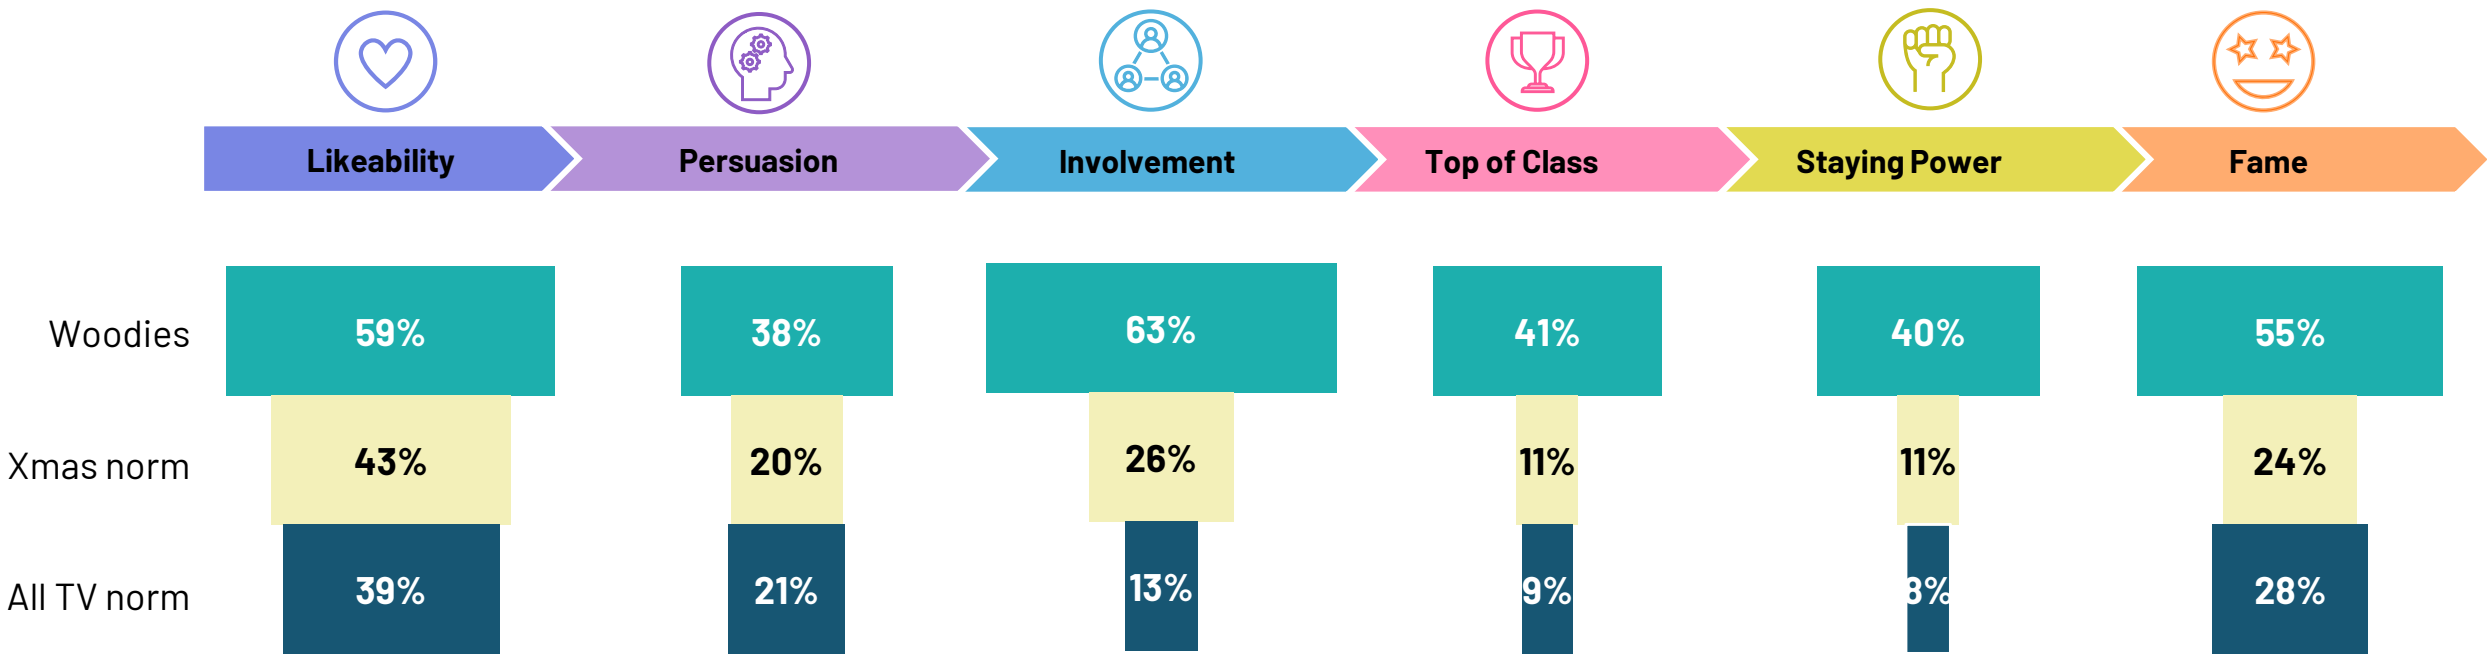 Likeability Persuasion Involvement Top of Class Staying Power Fame
Woodies 59% 38% 63% 41% 40% 55%
Xmas norm 43% 20% 26% 11% 11% 24%
All TV norm 39% 21% 13% 9% 8% 28%